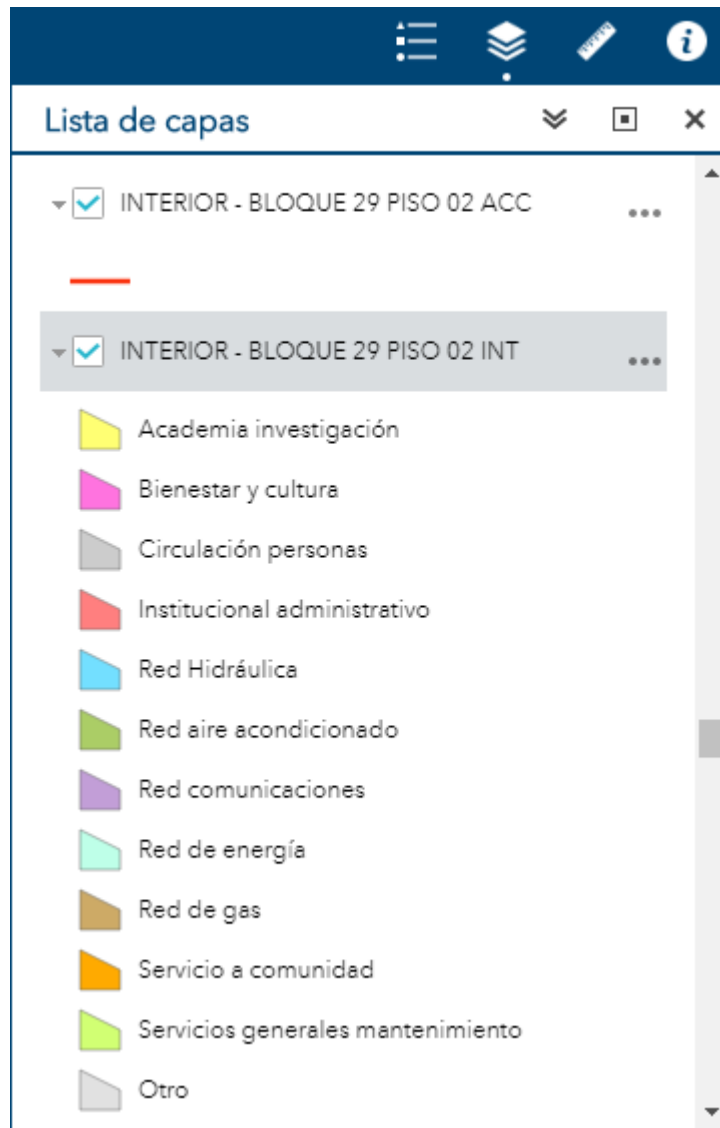 Lista de capas
INTERIOR - BLOQUE 29 PISO 02 ACC
INTERIOR - BLOQUE 29 PISO 02 INT
Academia investigación
Bienestar y cultura
Circulación personas
Institucional administrativo
Red Hidráulica
Red aire acondicionado
Red comunicaciones
Red de energía
Red de gas
Servicio a comunidad
Servicios generales mantenimiento
Otro